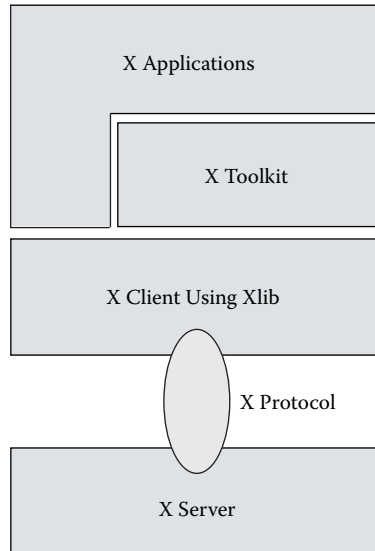 X Applications
X Toolkit
X Client Using Xlib
X Protocol
X Server